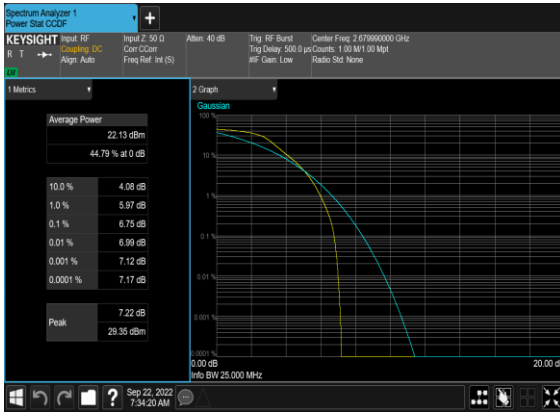 Spectrum Analyzer 1
Power Stat CCDF
KEYSIGHT
R T
Input: RF
Coupling: DC
Align: Auto
Input Z: 50 Ω
Corr CCorr
Freq Ref: Int (S)
Atten: 40 dB
Trig: RF Burst
Trig Delay: 500.0 µs
#IF Gain: Low
Center Freq: 2.679990000 GHz
Counts: 1.00 M/1.00 Mpt
Radio Std: None
1 Metrics
Average Power
22.13 dBm
44.79 % at 0 dB
10.0 % 4.08 dB
1.0 % 5.97 dB
0.1 % 6.75 dB
0.01 % 6.99 dB
0.001 % 7.12 dB
0.0001 % 7.17 dB
Peak
7.22 dB
29.35 dBm
2 Graph
Gaussian
100 %
10 %
1 %
0.1 %
0.01 %
0.001 %
0.0001 %
0.00 dB
20.00 d
Info BW 25.000 MHz
?
Sep 22, 2022
7:34:20 AM